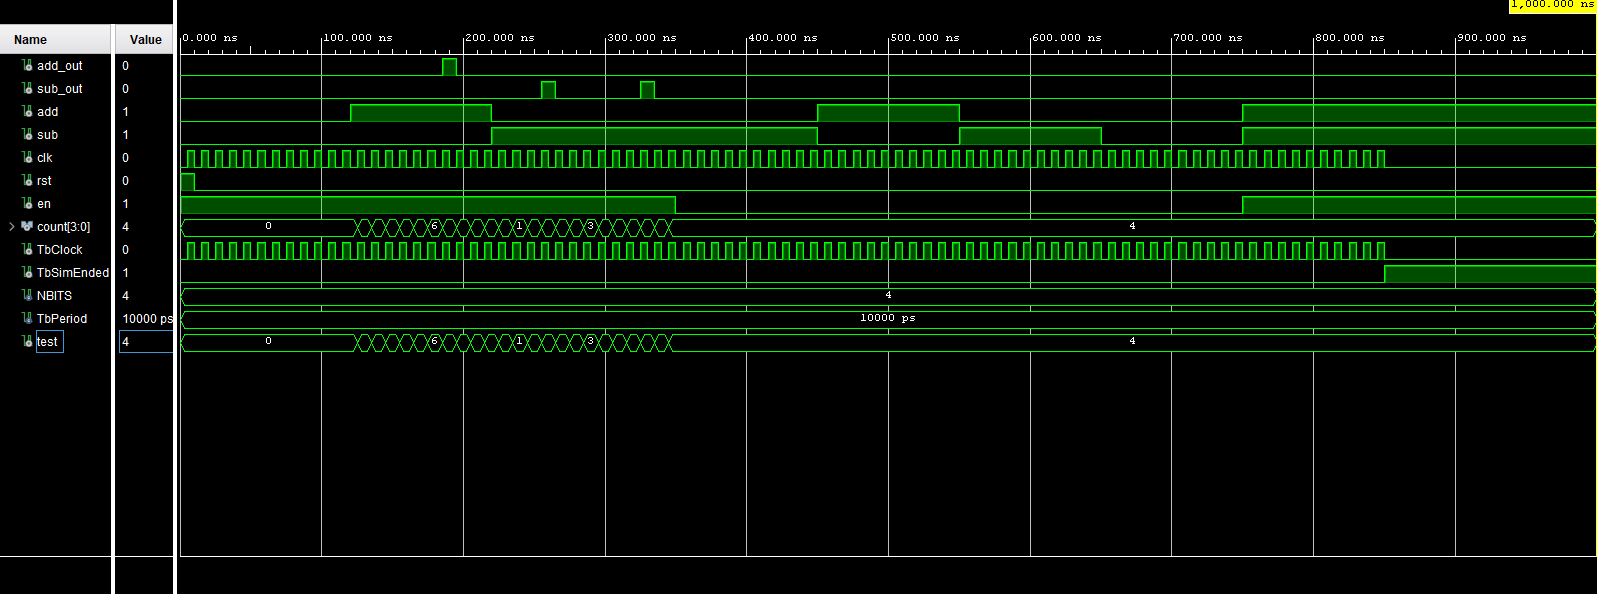 1,000.000 ns
Name Value
0.000 ns 100.000 ns 200.000 ns 300.000 ns 400.000 ns 500.000 ns 600.000 ns 700.000 ns 800.000 ns 900.000 ns
add_out 0
sub_out 0
add 1
sub 1
clk 0
rst 0
en 1
count[3:0] 4 0 6 1 3 4
TbClock 0
TbSimEnded 1
NBITS 4 4
TbPeriod 10000 ps 10000 ps
test 4 0 6 1 3 4